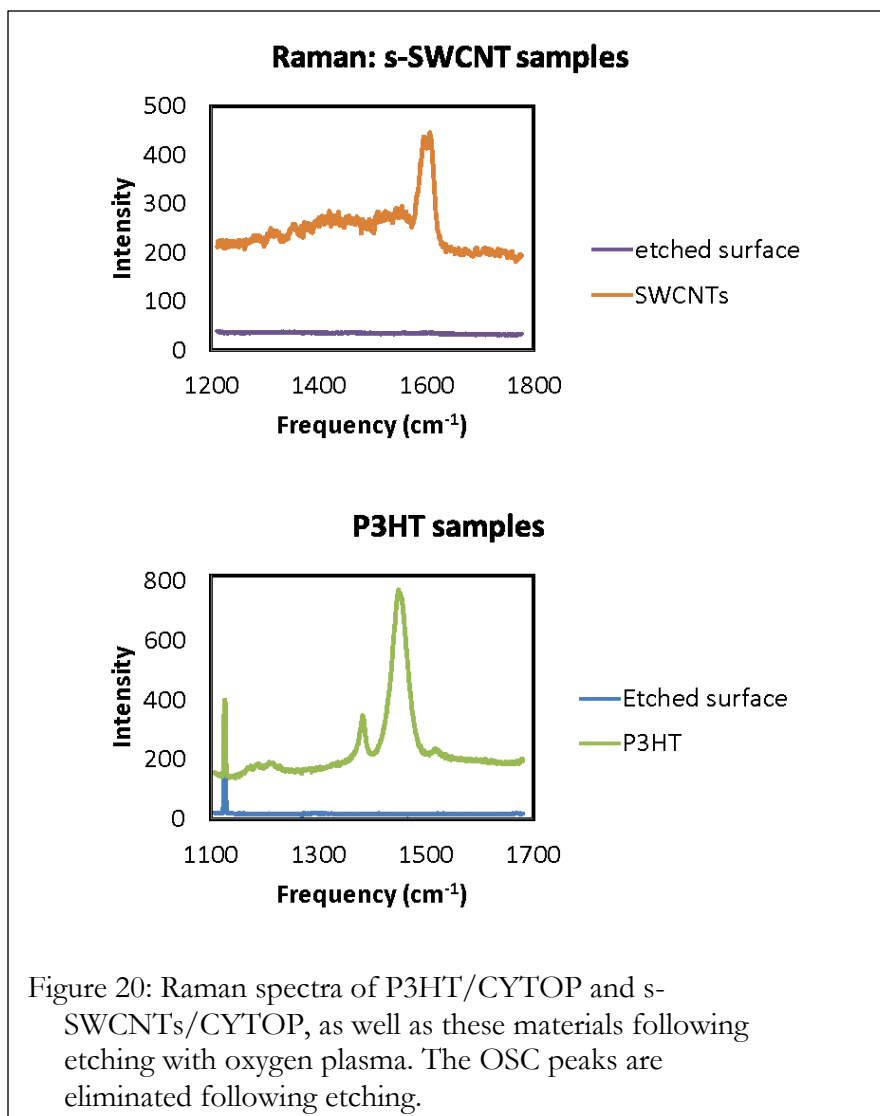 Raman: s-SWCNT samples
500
400
300
200
100
0
Intensity
1200 1400 1600 1800
Frequency (cm⁻¹)
etched surface
SWCNTs
P3HT samples
800
600
400
200
0
Intensity
1100 1300 1500 1700
Frequency (cm⁻¹)
Etched surface
P3HT
Figure 20: Raman spectra of P3HT/CYTOP and s-
SWCNTs/CYTOP, as well as these materials following
etching with oxygen plasma. The OSC peaks are
eliminated following etching.